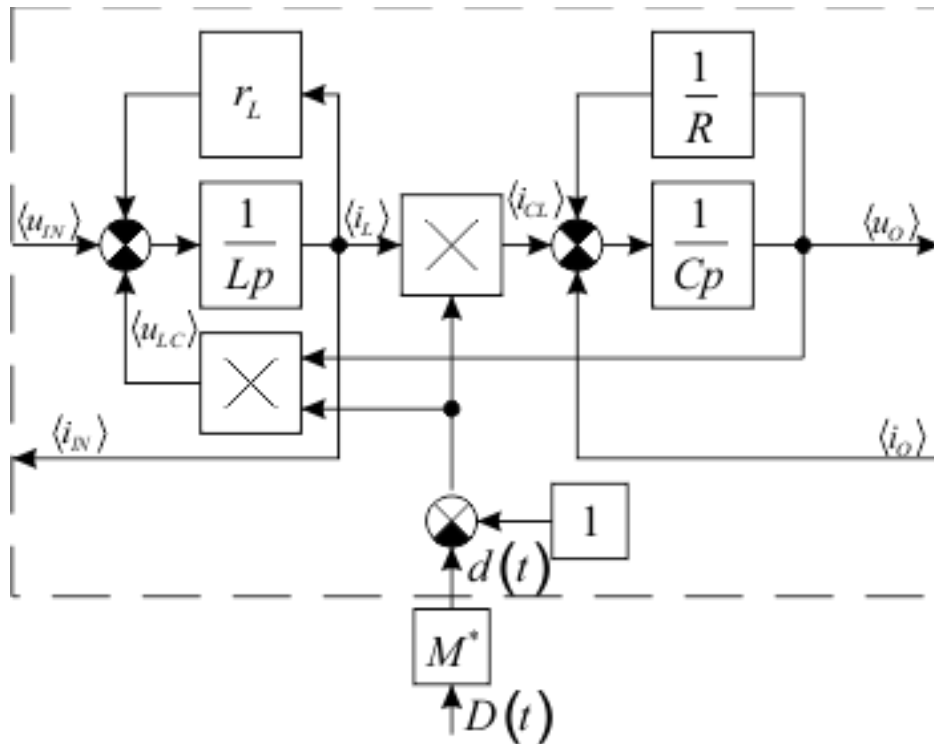 r_L
1/R
⟨u_IN⟩
1/Lp
⟨i_L⟩
⟨i_CL⟩
1/Cp
⟨u_O⟩
⟨u_LC⟩
⟨i_IN⟩
⟨i_O⟩
1
d(t)
M*
D(t)